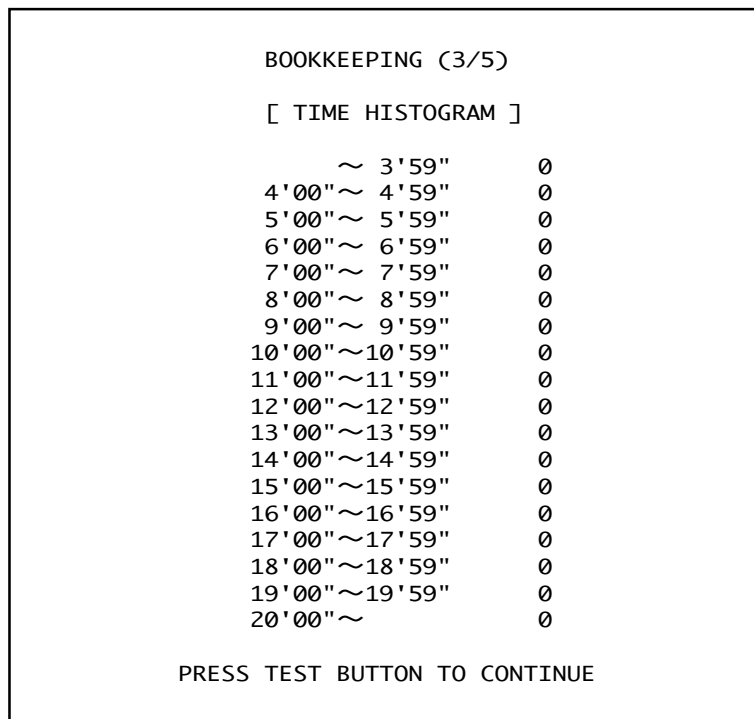 BOOKKEEPING (3/5)
[ TIME HISTOGRAM ]
～ 3'59" 0
4'00"～ 4'59" 0
5'00"～ 5'59" 0
6'00"～ 6'59" 0
7'00"～ 7'59" 0
8'00"～ 8'59" 0
9'00"～ 9'59" 0
10'00"～10'59" 0
11'00"～11'59" 0
12'00"～12'59" 0
13'00"～13'59" 0
14'00"～14'59" 0
15'00"～15'59" 0
16'00"～16'59" 0
17'00"～17'59" 0
18'00"～18'59" 0
19'00"～19'59" 0
20'00"～ 0
PRESS TEST BUTTON TO CONTINUE